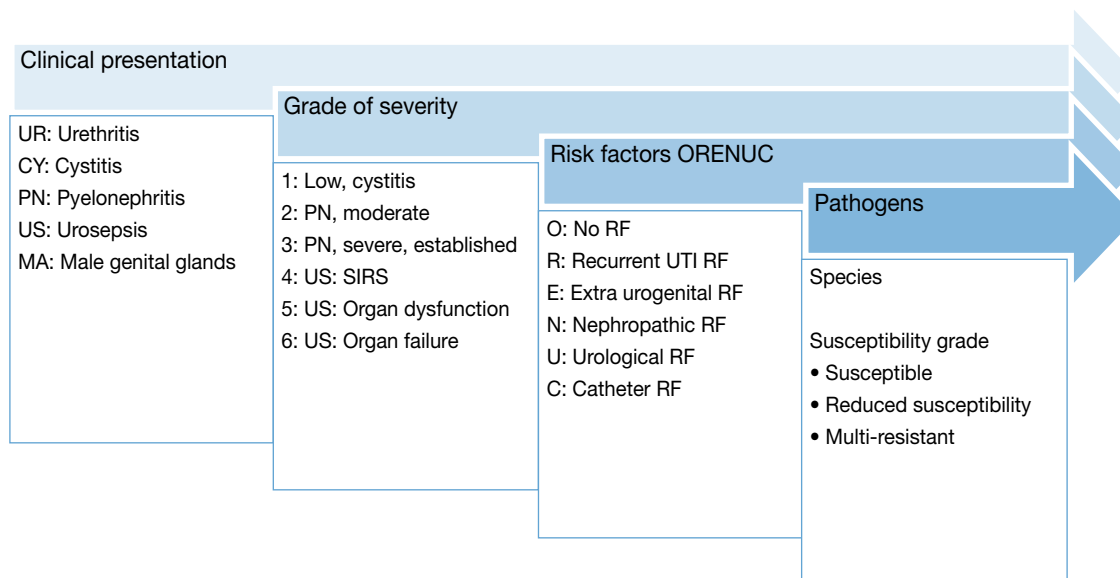 Clinical presentation
UR: Urethritis
CY: Cystitis
PN: Pyelonephritis
US: Urosepsis
MA: Male genital glands
Grade of severity
1: Low, cystitis
2: PN, moderate
3: PN, severe, established
4: US: SIRS
5: US: Organ dysfunction
6: US: Organ failure
Risk factors ORENUC
O: No RF
R: Recurrent UTI RF
E: Extra urogenital RF
N: Nephropathic RF
U: Urological RF
C: Catheter RF
Pathogens
Species
Susceptibility grade
• Susceptible
• Reduced susceptibility
• Multi-resistant